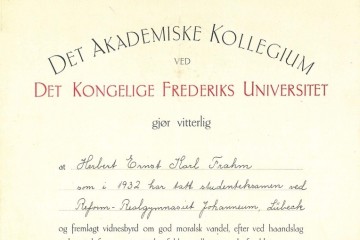 DET AKADEMISKE KOLLEGIUM
VED
DET KONGELIGE FREDERIKS UNIVERSITET
gjør vitterlig
at Herbert Ernst Karl Frahm
som i 1932 har tatt studenteksamen ved
Reform-Realgymnasiet Johanneum, Lübeck
og fremlagt vidnesbyrd om god moralsk vandel, efter ved haandslag